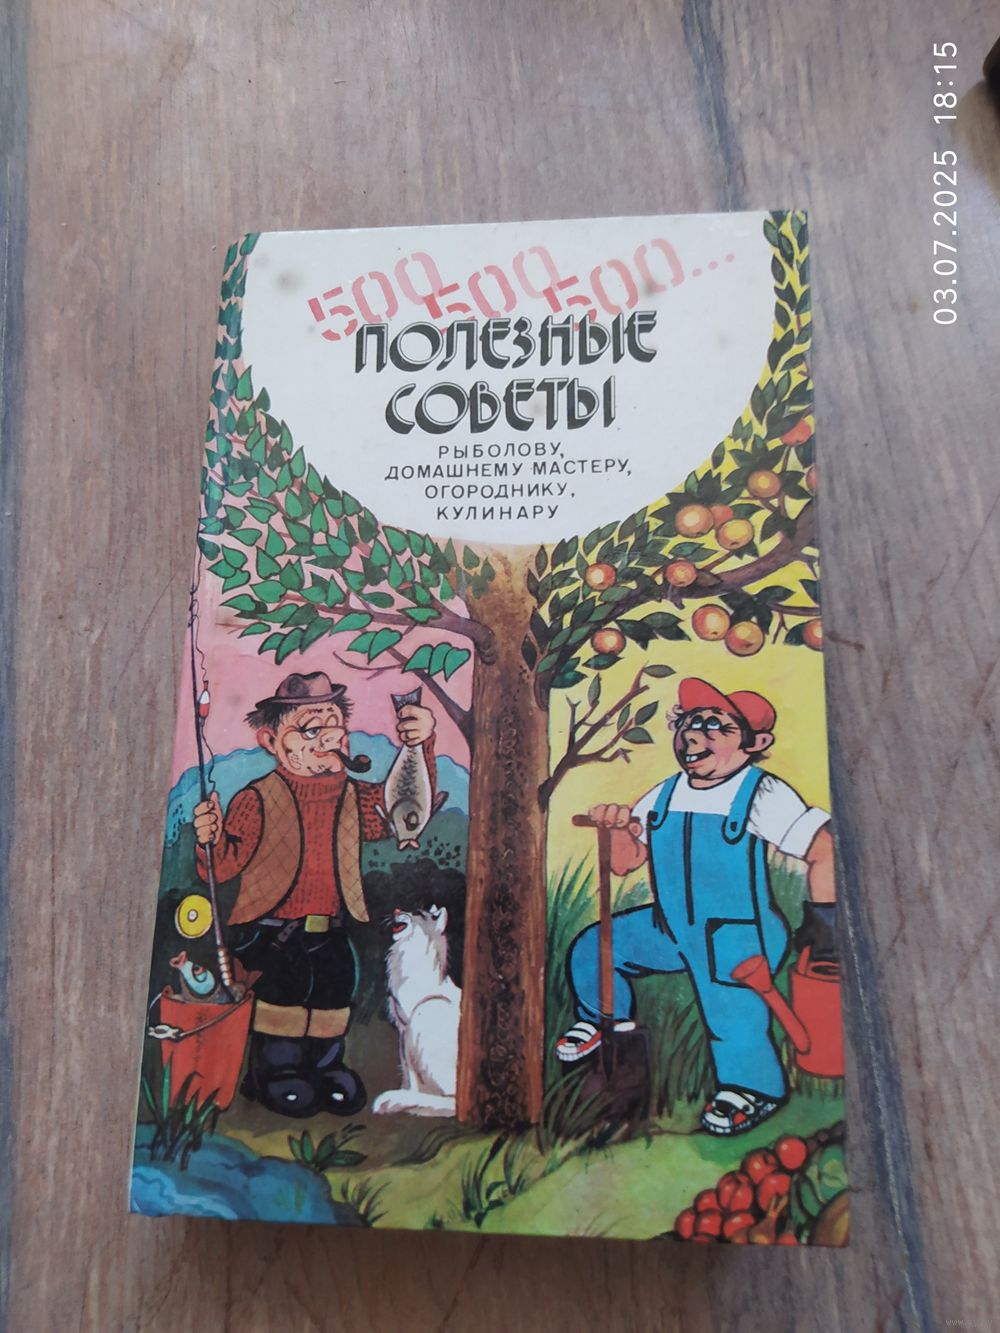 500 500 500...
ПОЛЕЗНЫЕ
СОВЕТЫ
РЫБОЛОВУ,
ДОМАШНЕМУ МАСТЕРУ,
ОГОРОДНИКУ,
КУЛИНАРУ
03.07.2025 18:15